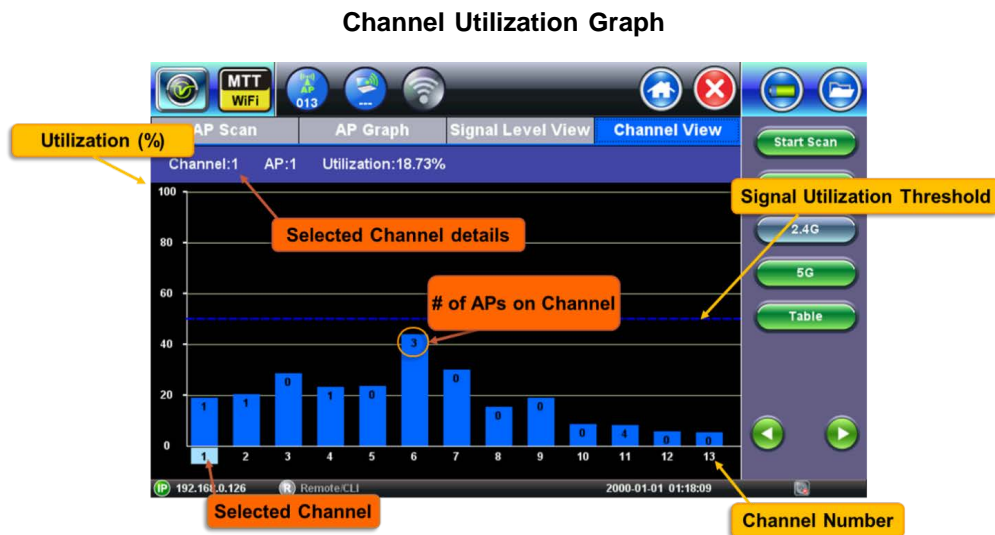 Channel Utilization Graph
MTT
WiFi
AP
013
---
AP Scan
AP Graph
Signal Level View
Channel View
Start Scan
Utilization (%)
Channel:1 AP:1 Utilization:18.73%
Signal Utilization Threshold
Selected Channel details
2.4G
5G
# of APs on Channel
Table
100
80
60
40
20
0
1
1
0
1
0
3
0
0
0
0
4
0
0
1 2 3 4 5 6 7 8 9 10 11 12 13
IP 192.168.0.126 R Remote/CLI 2000-01-01 01:18:09
Selected Channel
Channel Number